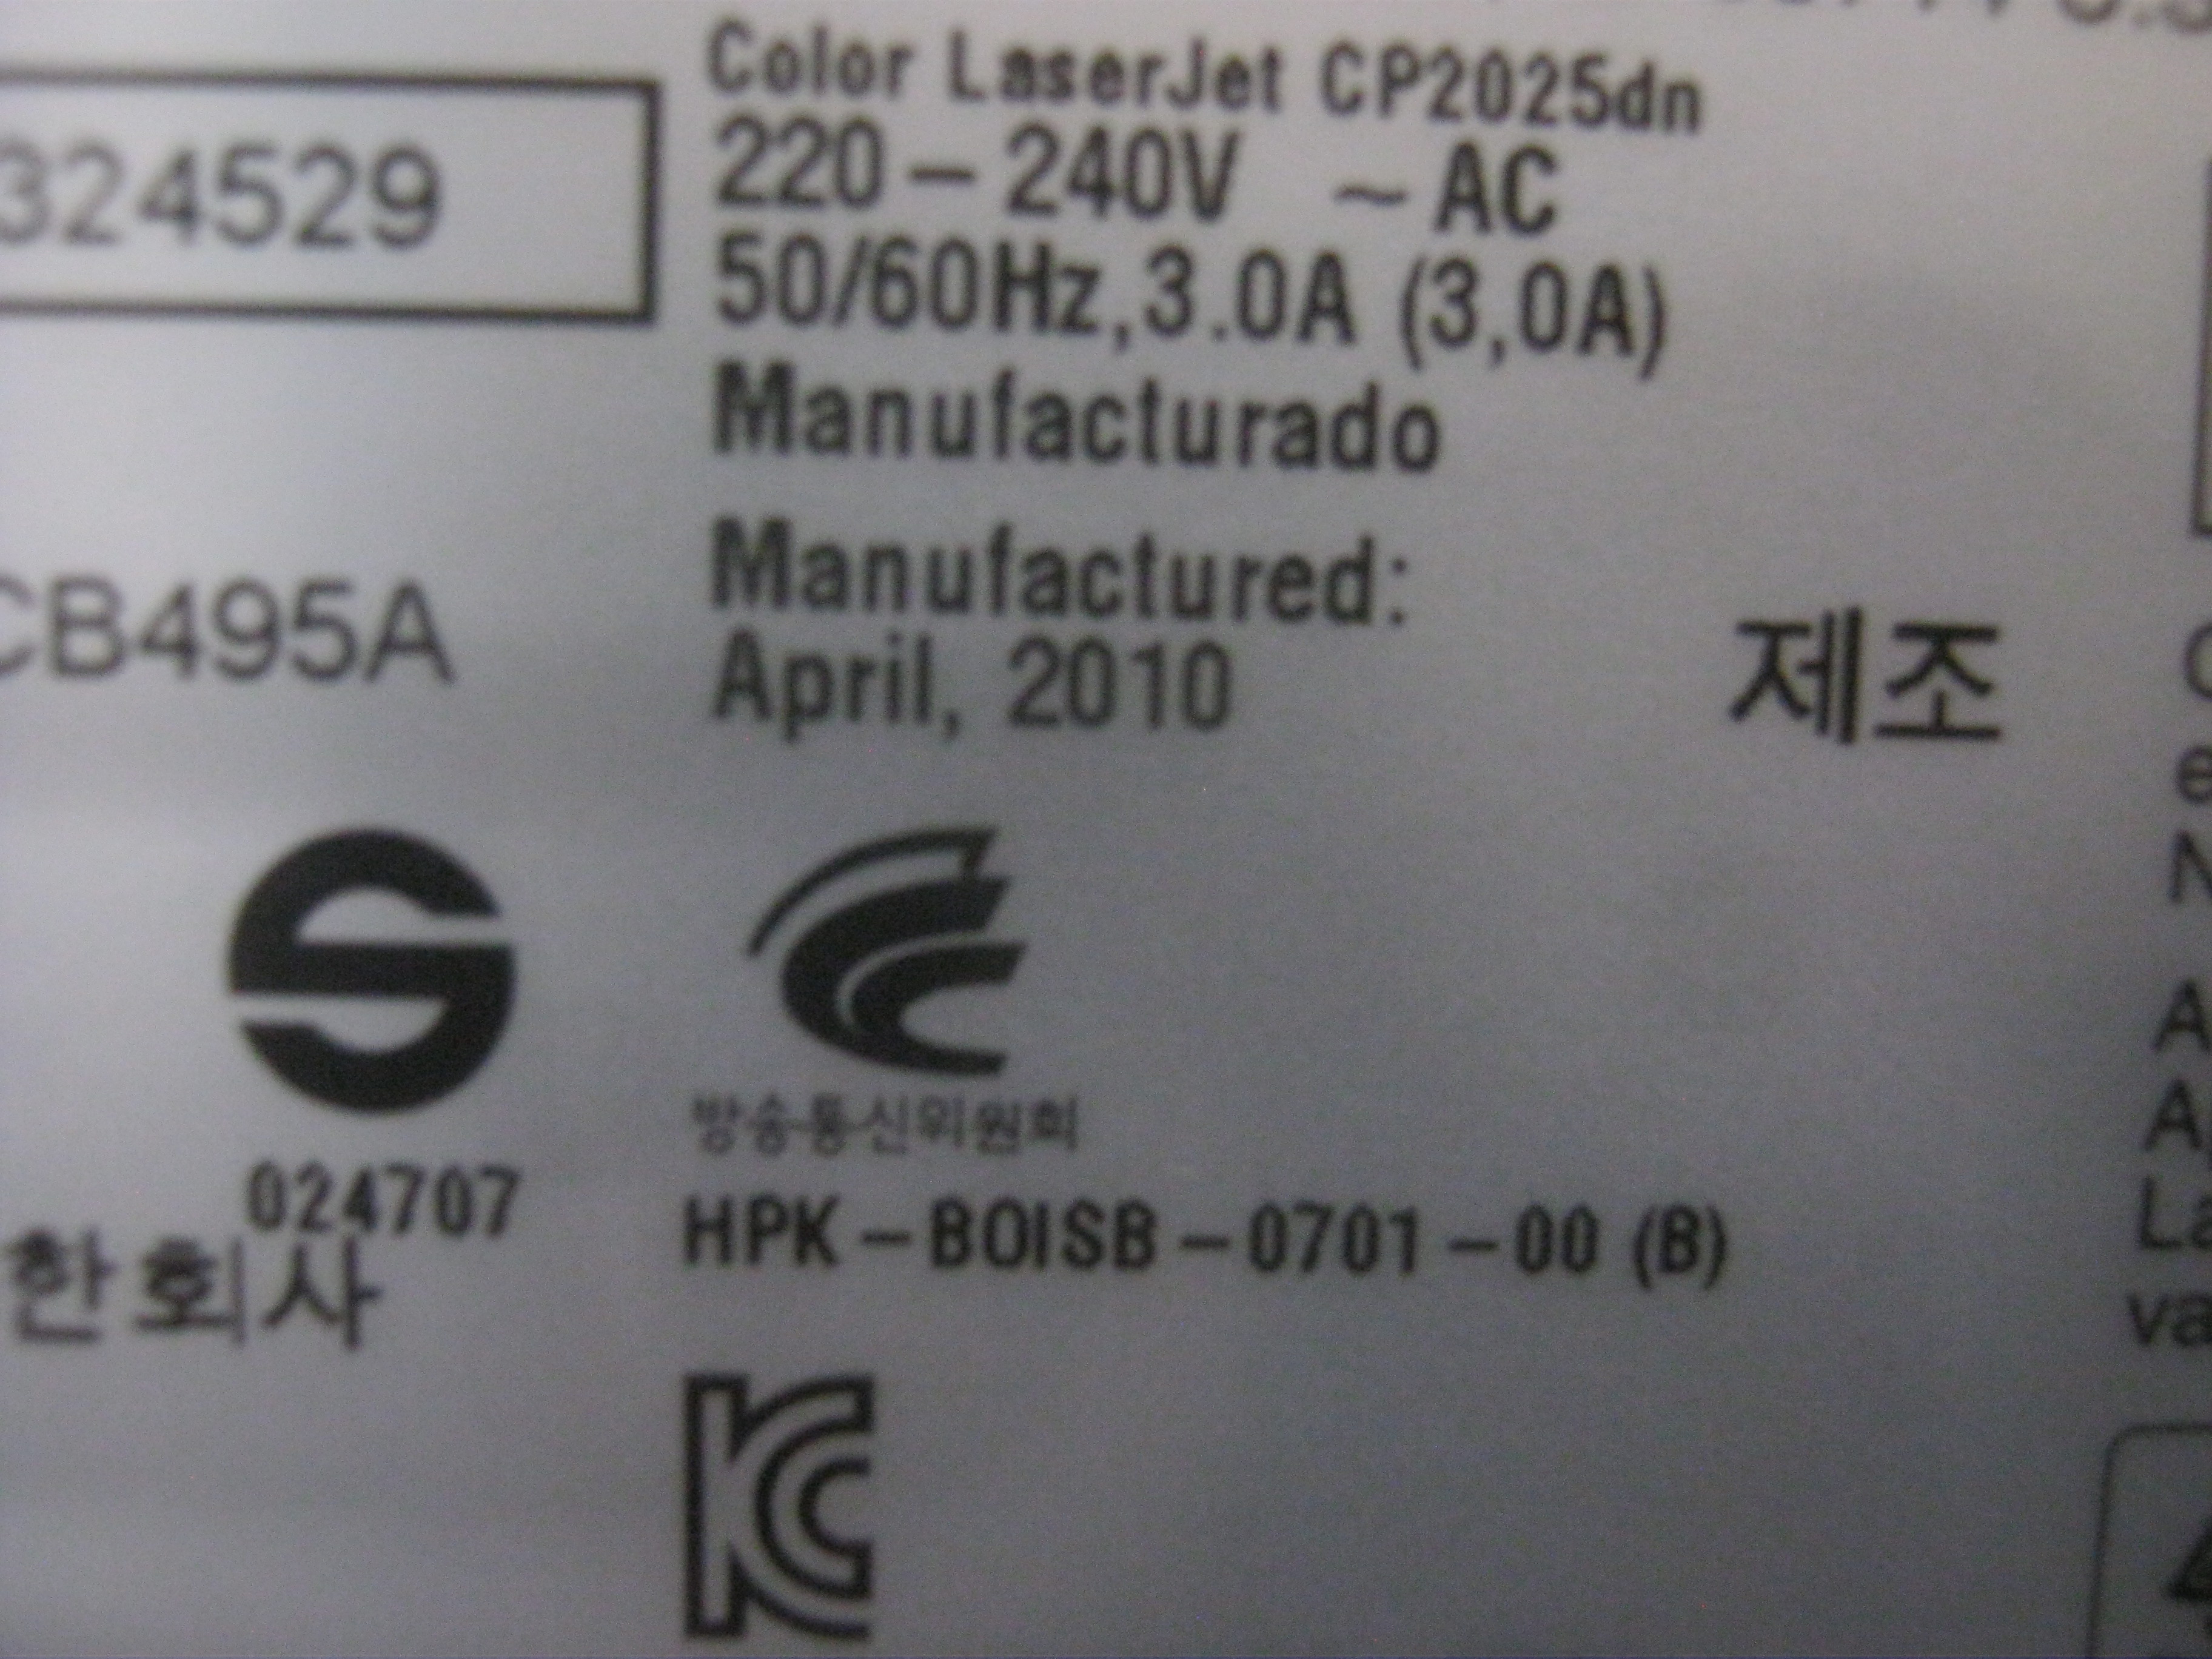 Color LaserJet CP2025dn
324529
220-240V ~ AC
50/60Hz,3.0A (3,0A)
Manufacturado
Manufactured:
CB495A
April, 2010
제조
방송통신위원회
024707
HPK-BOISB-0701-00 (B)
한회사